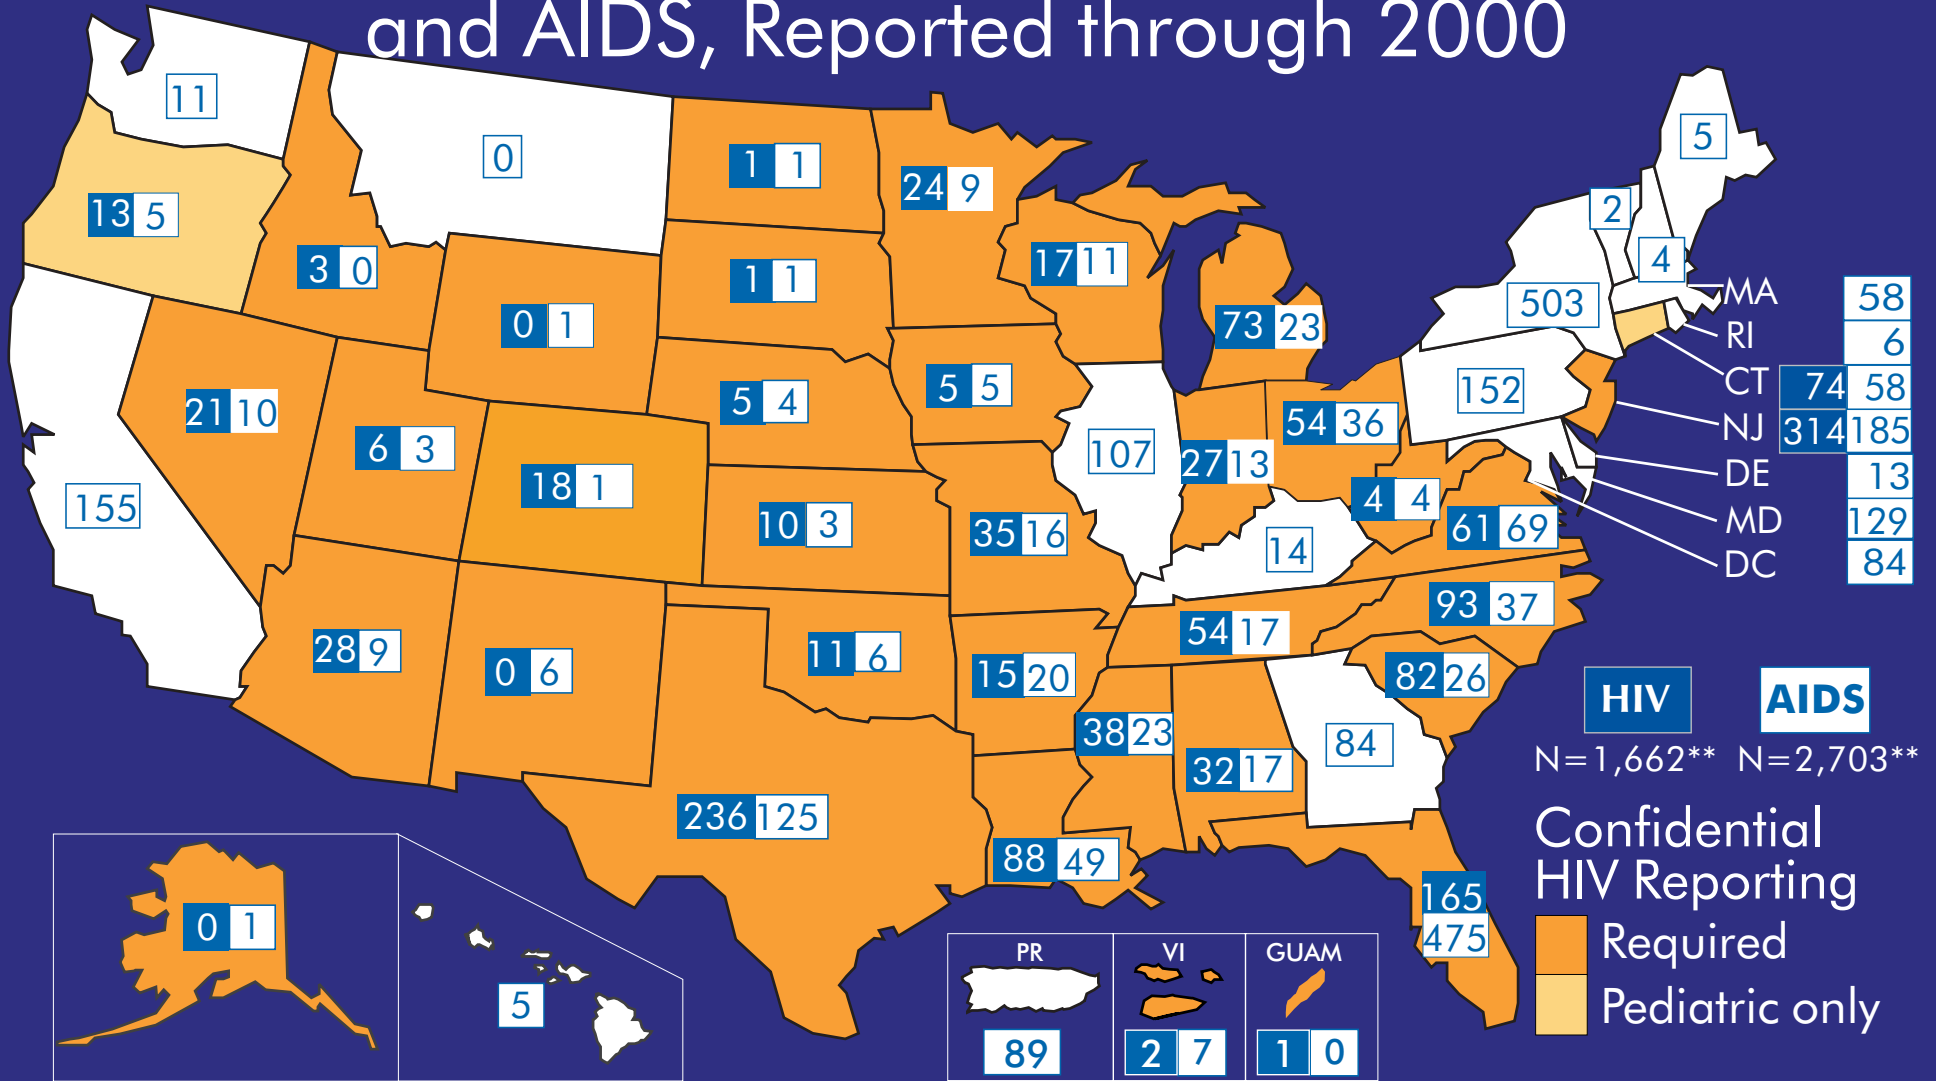 and AIDS, Reported through 2000
11
0
1 1
24 9
5
13 5
3 0
2
4
17 11
1 1
0 1
503
73 23
MA 58
RI 6
CT 74 58
NJ 314 185
DE 13
MD 129
DC 84
152
5 5
5 4
21 10
54 36
6 3
107
27 13
18 1
155
4 4
10 3
35 16
61 69
14
93 37
54 17
28 9
11 6
0 6
15 20
82 26
HIV AIDS
N=1,662** N=2,703**
38 23
84
32 17
236 125
88 49
Confidential
HIV Reporting
Required
Pediatric only
165
475
0 1
5
PR VI GUAM
89 2 7 1 0